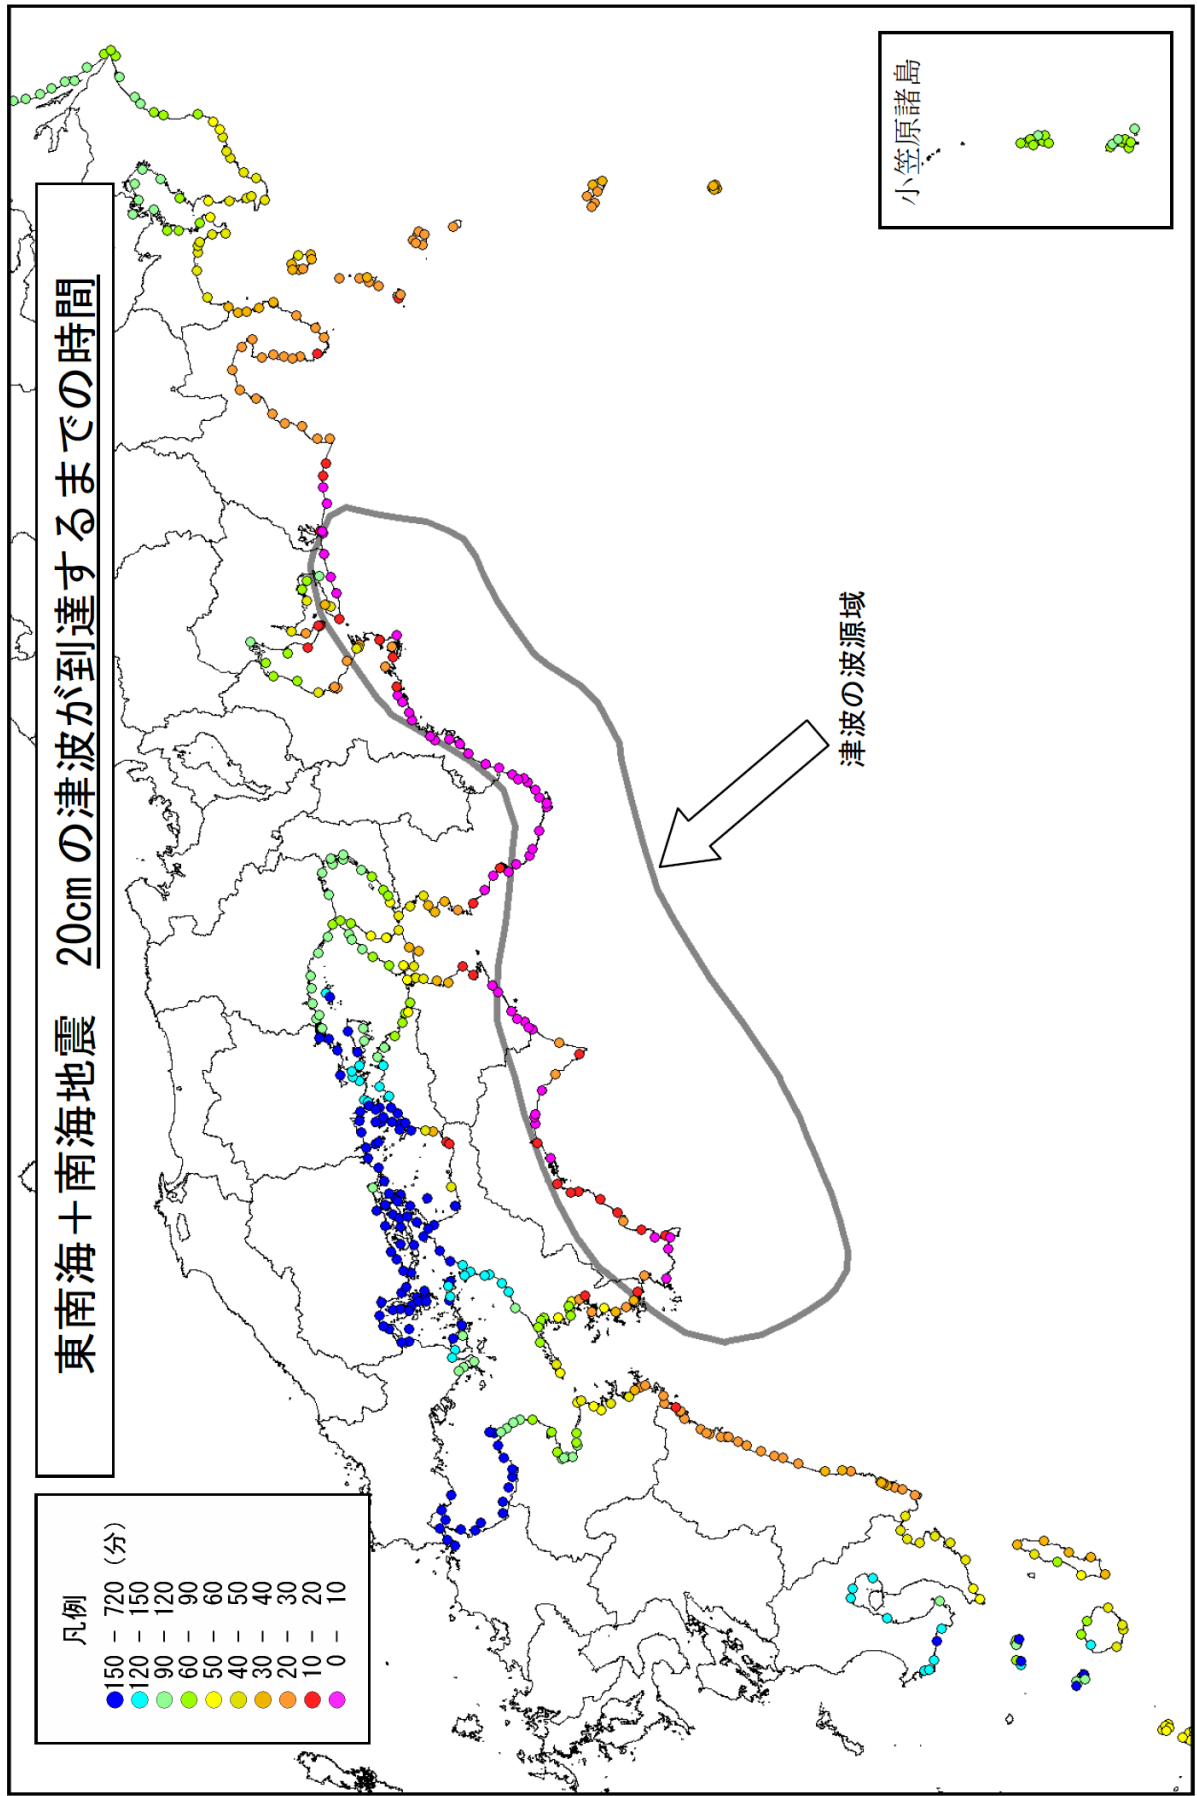 東南海＋南海地震 20cmの津波が到達するまでの時間
凡例
150 － 720 (分)
120 － 150
90 － 120
60 － 90
50 － 60
40 － 50
30 － 40
20 － 30
10 － 20
0 － 10
津波の波源域
小笠原諸島